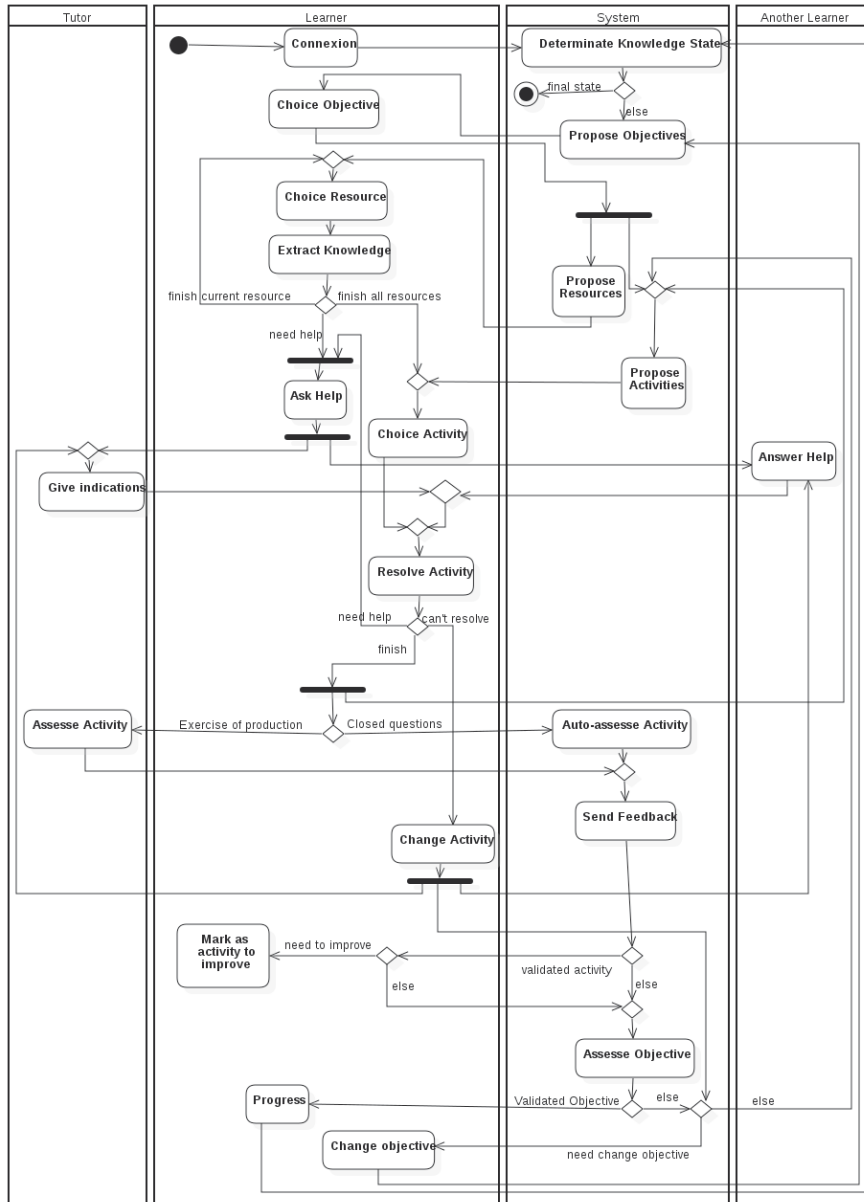 Tutor
Learner
System
Another Learner
Connexion
Determinate Knowledge State
final state
else
Choice Objective
Propose Objectives
Choice Resource
Extract Knowledge
Propose
Resources
finish current resource
finish all resources
need help
Ask Help
Propose
Activities
Choice Activity
Answer Help
Give indications
Resolve Activity
need help
can't resolve
finish
Assesse Activity
Exercise of production
Closed questions
Auto-assesse Activity
Send Feedback
Change Activity
Mark as
activity to
improve
need to improve
validated activity
else
else
Assesse Objective
Progress
Validated Objective
else
else
Change objective
need change objective